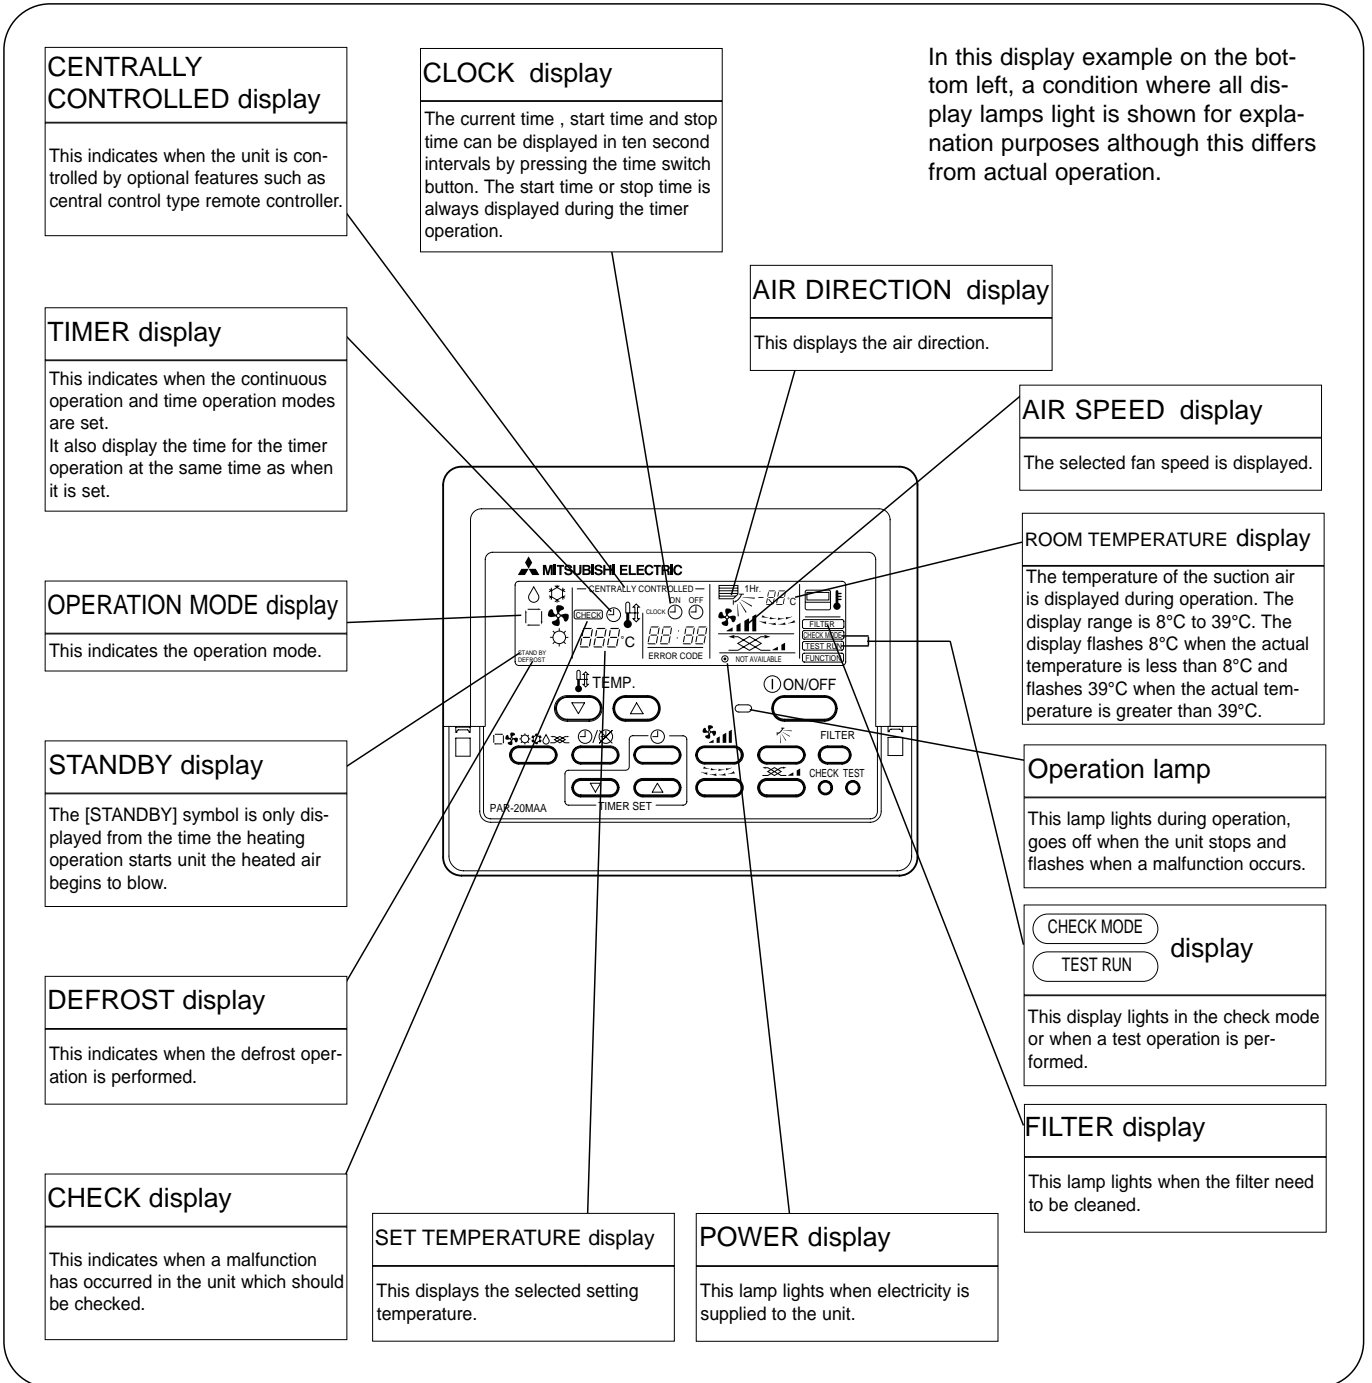 CENTRALLY
CONTROLLED display
This indicates when the unit is con-
trolled by optional features such as
central control type remote controller.
CLOCK display
The current time , start time and stop
time can be displayed in ten second
intervals by pressing the time switch
button. The start time or stop time is
always displayed during the timer
operation.
In this display example on the bot-
tom left, a condition where all dis-
play lamps light is shown for expla-
nation purposes although this differs
from actual operation.
TIMER display
This indicates when the continuous
operation and time operation modes
are set.
It also display the time for the timer
operation at the same time as when
it is set.
AIR DIRECTION display
This displays the air direction.
AIR SPEED display
The selected fan speed is displayed.
ROOM TEMPERATURE display
The temperature of the suction air
is displayed during operation. The
display range is 8°C to 39°C. The
display flashes 8°C when the actual
temperature is less than 8°C and
flashes 39°C when the actual tem-
perature is greater than 39°C.
OPERATION MODE display
This indicates the operation mode.
STANDBY display
The [STANDBY] symbol is only dis-
played from the time the heating
operation starts unit the heated air
begins to blow.
MITSUBISHI ELECTRIC
CENTRALLY CONTROLLED
ON OFF
CLOCK
CHECK
1Hr.
88°C
888°C
88:88
ERROR CODE
STAND BY
DEFROST
NOT AVAILABLE
FILTER
CHECK MODE
TEST RUN
FUNCTION
TEMP.
ON/OFF
FILTER
CHECK TEST
TIMER SET
PAR-20MAA
Operation lamp
This lamp lights during operation,
goes off when the unit stops and
flashes when a malfunction occurs.
CHECK MODE
TEST RUN
display
This display lights in the check mode
or when a test operation is per-
formed.
DEFROST display
This indicates when the defrost oper-
ation is performed.
FILTER display
This lamp lights when the filter need
to be cleaned.
CHECK display
This indicates when a malfunction
has occurred in the unit which should
be checked.
SET TEMPERATURE display
This displays the selected setting
temperature.
POWER display
This lamp lights when electricity is
supplied to the unit.